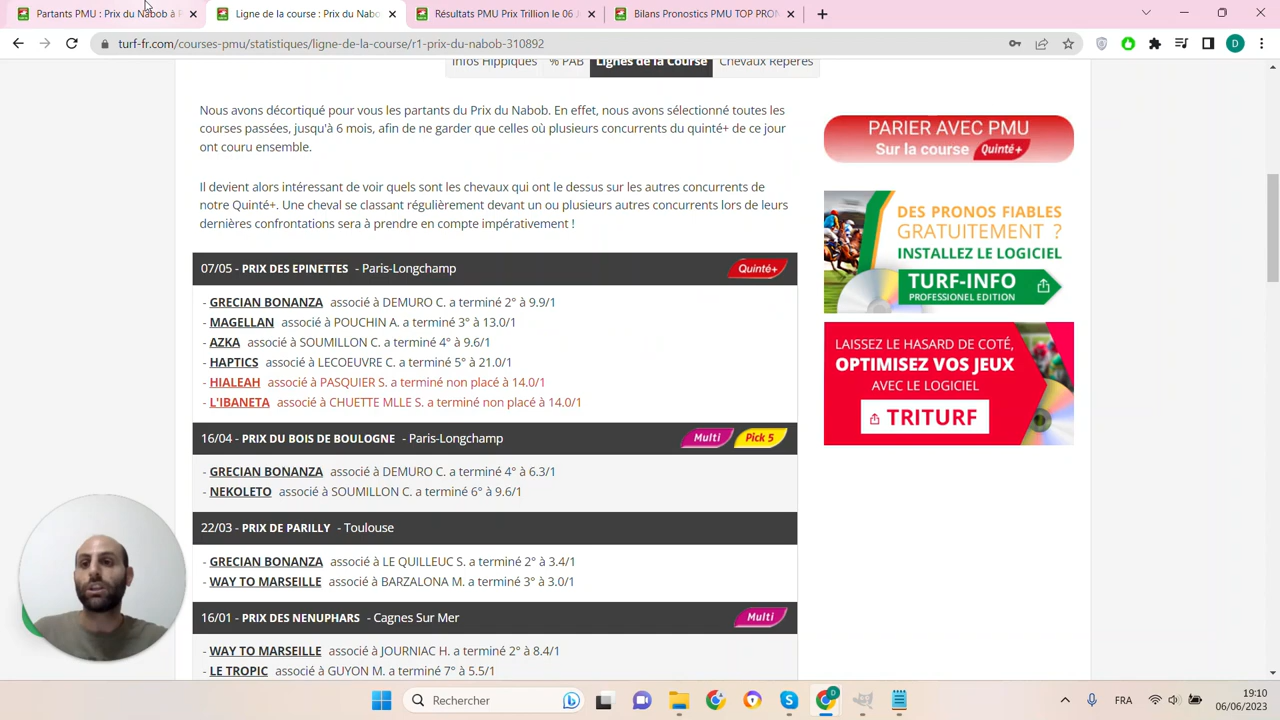 Partants PMU : Prix du Nabob à P
Ligne de la course : Prix du Nabo
Résultats PMU Prix Trillion le 06 J
Bilans Pronostics PMU TOP PRON
turf-fr.com/courses-pmu/statistiques/ligne-de-la-course/r1-prix-du-nabob-310892
D
Infos Hippiques
% PAB
Lignes de la Course
Chevaux Repérés
Nous avons décortiqué pour vous les partants du Prix du Nabob. En effet, nous avons sélectionné toutes les
courses passées, jusqu'à 6 mois, afin de ne garder que celles où plusieurs concurrents du quinté+ de ce jour
ont couru ensemble.
Il devient alors intéressant de voir quels sont les chevaux qui ont le dessus sur les autres concurrents de
notre Quinté+. Une cheval se classant régulièrement devant un ou plusieurs autres concurrents lors de leurs
dernières confrontations sera à prendre en compte impérativement !
07/05 - PRIX DES EPINETTES - Paris-Longchamp
Quinté+
- GRECIAN BONANZA associé à DEMURO C. a terminé 2° à 9.9/1
- MAGELLAN associé à POUCHIN A. a terminé 3° à 13.0/1
- AZKA associé à SOUMILLON C. a terminé 4° à 9.6/1
- HAPTICS associé à LECOEUVRE C. a terminé 5° à 21.0/1
- HIALEAH associé à PASQUIER S. a terminé non placé à 14.0/1
- L'IBANETA associé à CHUETTE MLLE S. a terminé non placé à 14.0/1
16/04 - PRIX DU BOIS DE BOULOGNE - Paris-Longchamp
Multi
Pick 5
- GRECIAN BONANZA associé à DEMURO C. a terminé 4° à 6.3/1
- NEKOLETO associé à SOUMILLON C. a terminé 6° à 9.6/1
22/03 - PRIX DE PARILLY - Toulouse
- GRECIAN BONANZA associé à LE QUILLEUC S. a terminé 2° à 3.4/1
- WAY TO MARSEILLE associé à BARZALONA M. a terminé 3° à 3.0/1
16/01 - PRIX DES NENUPHARS - Cagnes Sur Mer
Multi
- WAY TO MARSEILLE associé à JOURNIAC H. a terminé 2° à 8.4/1
- LE TROPIC associé à GUYON M. a terminé 7° à 5.5/1
PARIER AVEC PMU
Sur la course Quinté+
DES PRONOS FIABLES
GRATUITEMENT ?
INSTALLEZ LE LOGICIEL
TURF-INFO
PROFESSIONEL EDITION
LAISSEZ LE HASARD DE COTÉ,
OPTIMISEZ VOS JEUX
AVEC LE LOGICIEL
TRITURF
Rechercher
FRA
19:10
06/06/2023